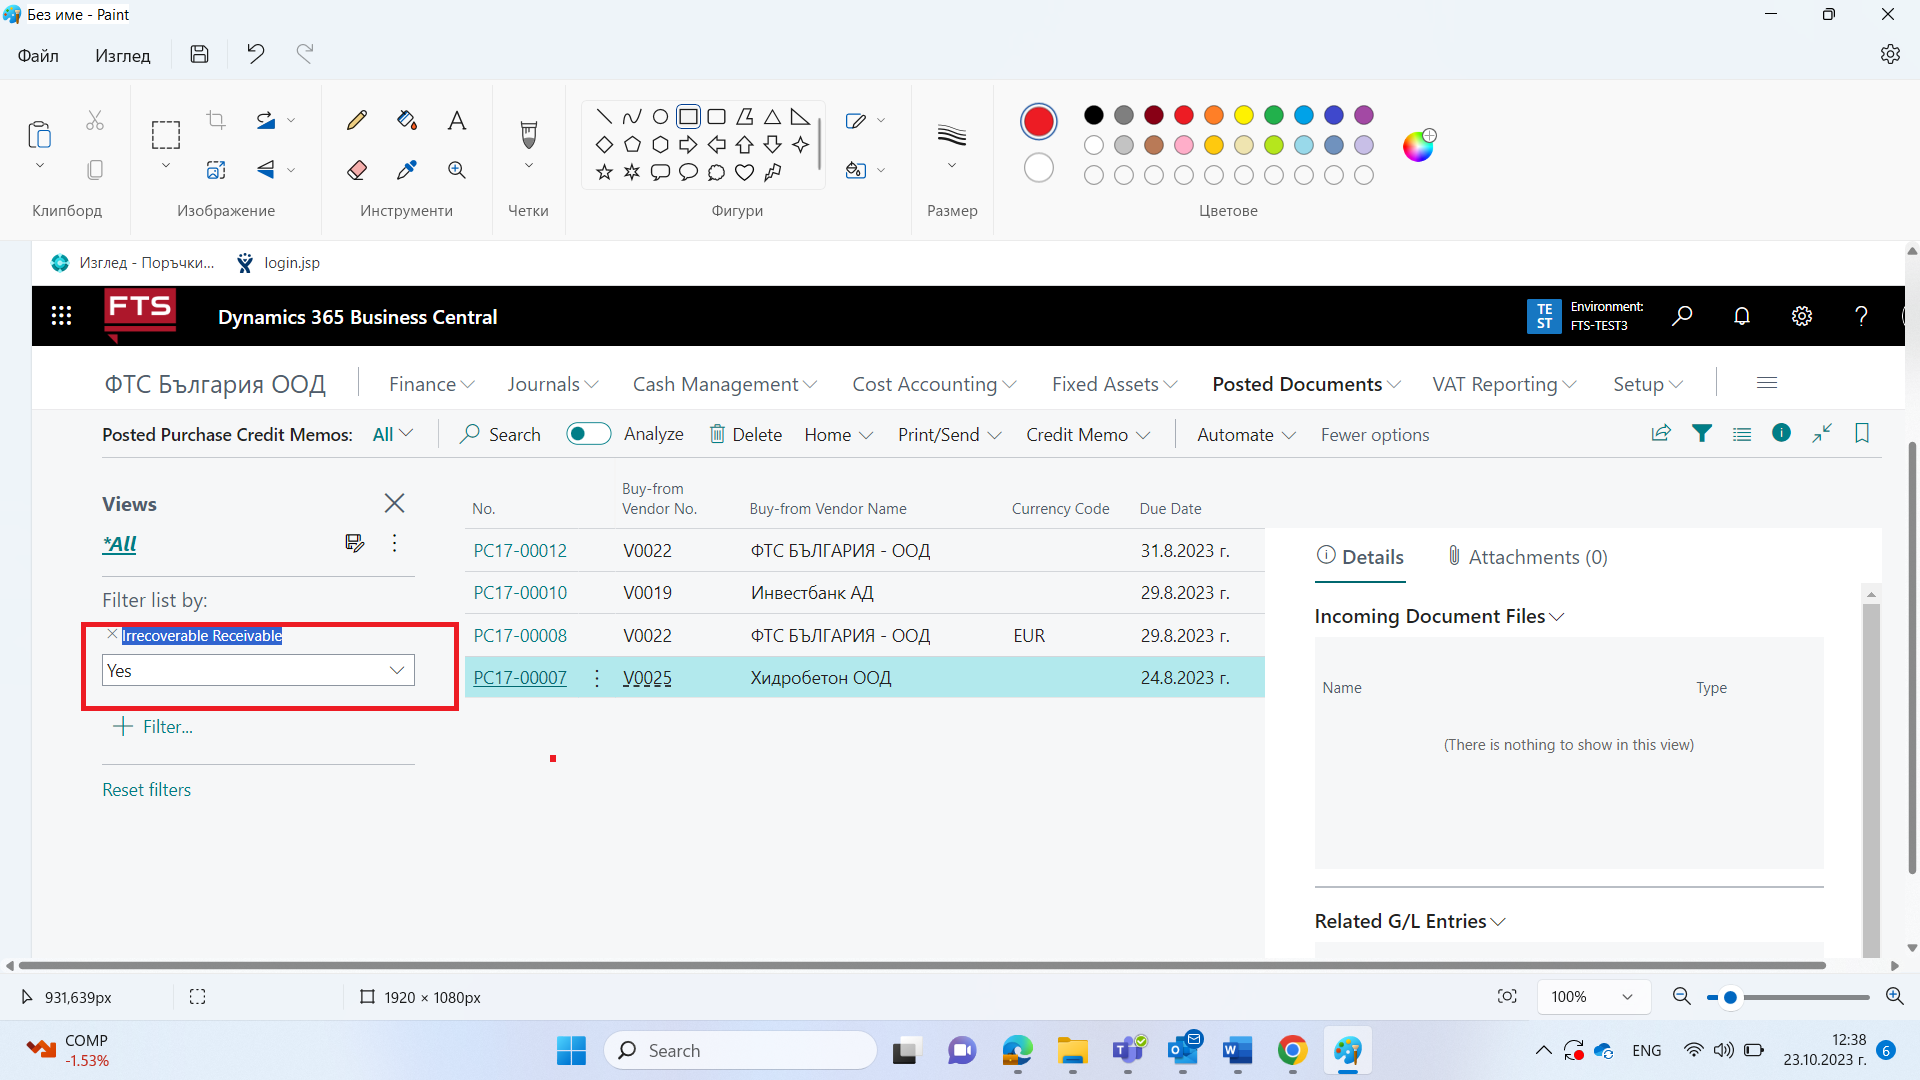 Без име - Paint
Файл
Изглед
Клипборд
Изображение
Инструменти
Четки
Фигури
Размер
Цветове
Изглед - Поръчки...
login.jsp
FTS
Dynamics 365 Business Central
TE
ST
Environment:
FTS-TEST3
ФТС България ООД
Finance
Journals
Cash Management
Cost Accounting
Fixed Assets
Posted Documents
VAT Reporting
Setup
Posted Purchase Credit Memos:
All
Search
Analyze
Delete
Home
Print/Send
Credit Memo
Automate
Fewer options
Views
*All
Filter list by:
Irrecoverable Receivable
Yes
Filter...
Reset filters
No.
Buy-from
Vendor No.
Buy-from Vendor Name
Currency Code
Due Date
PC17-00012 V0022 ФТС БЪЛГАРИЯ - ООД 31.8.2023 г.
PC17-00010 V0019 Инвестбанк АД 29.8.2023 г.
PC17-00008 V0022 ФТС БЪЛГАРИЯ - ООД EUR 29.8.2023 г.
PC17-00007 V0025 Хидробетон ООД 24.8.2023 г.
Details
Attachments (0)
Incoming Document Files
Name
Type
(There is nothing to show in this view)
Related G/L Entries
931,639px
1920 × 1080px
100%
COMP
-1.53%
Search
ENG
12:38
23.10.2023 г.
6